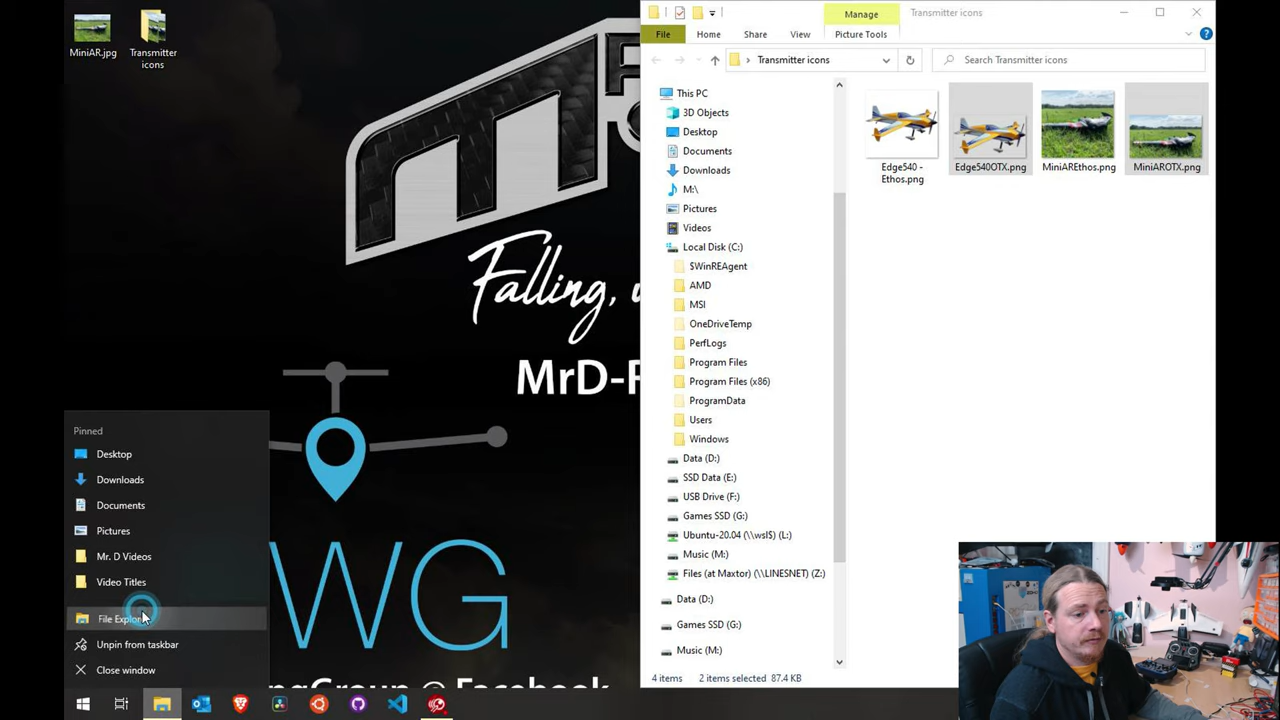 MiniAR.jpg
Transmitter
icons
Falling,
MrD-
WG
@ Facebook
Pinned
Desktop
Downloads
Documents
Pictures
Mr. D Videos
Video Titles
File Explor
Unpin from taskbar
Close window
Manage
Transmitter icons
File
Home
Share
View
Picture Tools
Transmitter icons
Search Transmitter icons
This PC
3D Objects
Desktop
Documents
Downloads
M:\
Pictures
Videos
Local Disk (C:)
$WinREAgent
AMD
MSI
OneDriveTemp
PerfLogs
Program Files
Program Files (x86)
ProgramData
Users
Windows
Data (D:)
SSD Data (E:)
USB Drive (F:)
Games SSD (G:)
Ubuntu-20.04 (\\wsl$) (L:)
Music (M:)
Files (at Maxtor) (\\LINESNET) (Z:)
Data (D:)
Games SSD (G:)
Music (M:)
Edge540 -
Ethos.png
Edge540OTX.png
MiniAREthos.png
MiniAROTX.png
4 items
2 items selected 87.4 KB